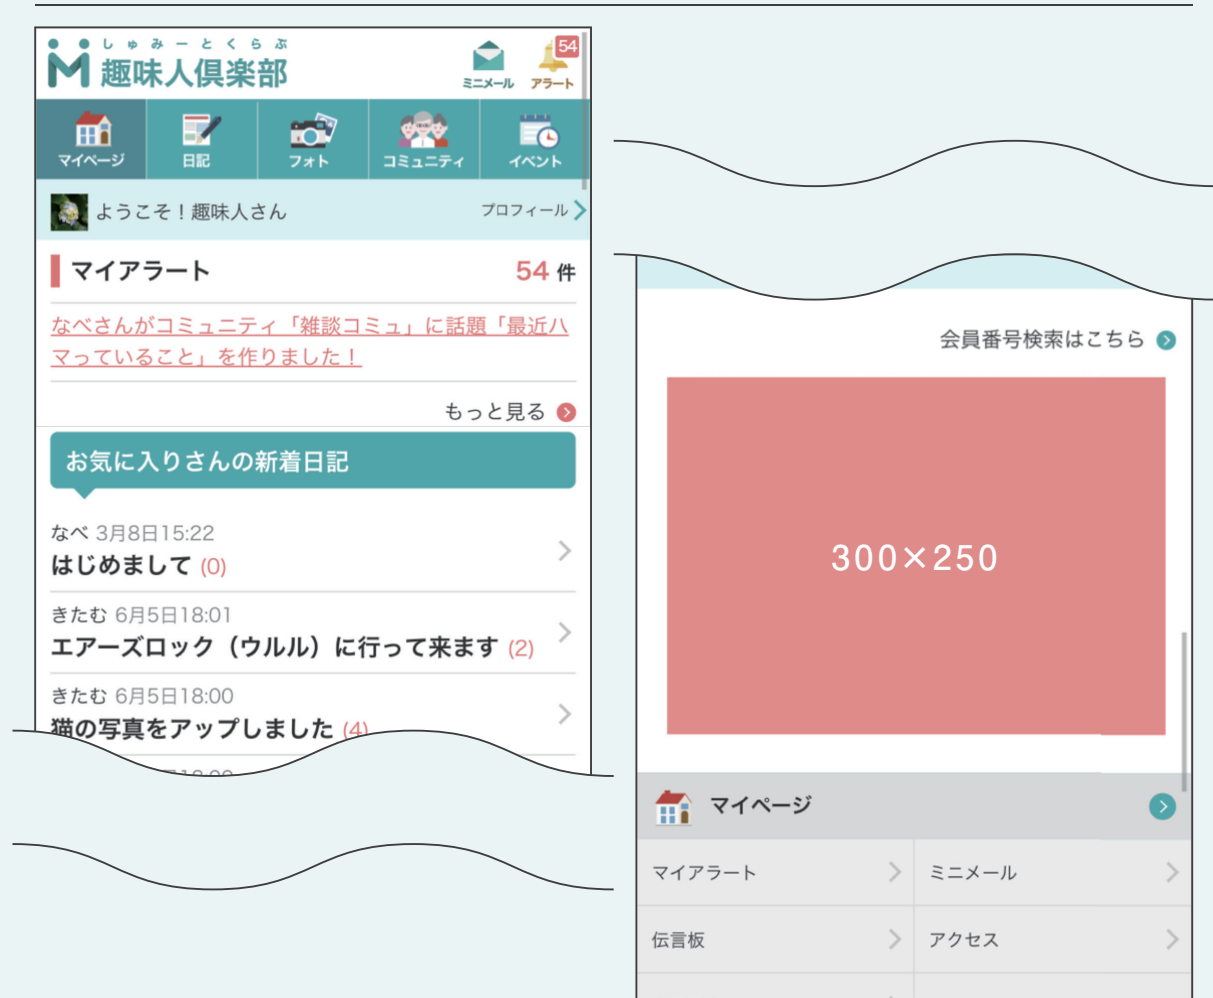 しゅみーとくらぶ
趣味人倶楽部
ミニメール
54
アラート
マイページ
日記
フォト
コミュニティ
イベント
ようこそ！趣味人さん
プロフィール
マイアラート
54 件
なべさんがコミュニティ「雑談コミュ」に話題「最近ハ
マっていること」を作りました！
もっと見る
お気に入りさんの新着日記
なべ 3月8日15:22
はじめまして (0)
きたむ 6月5日18:01
エアーズロック（ウルル）に行って来ます (2)
きたむ 6月5日18:00
猫の写真をアップしました (4)
会員番号検索はこちら
300×250
マイページ
マイアラート
ミニメール
伝言板
アクセス